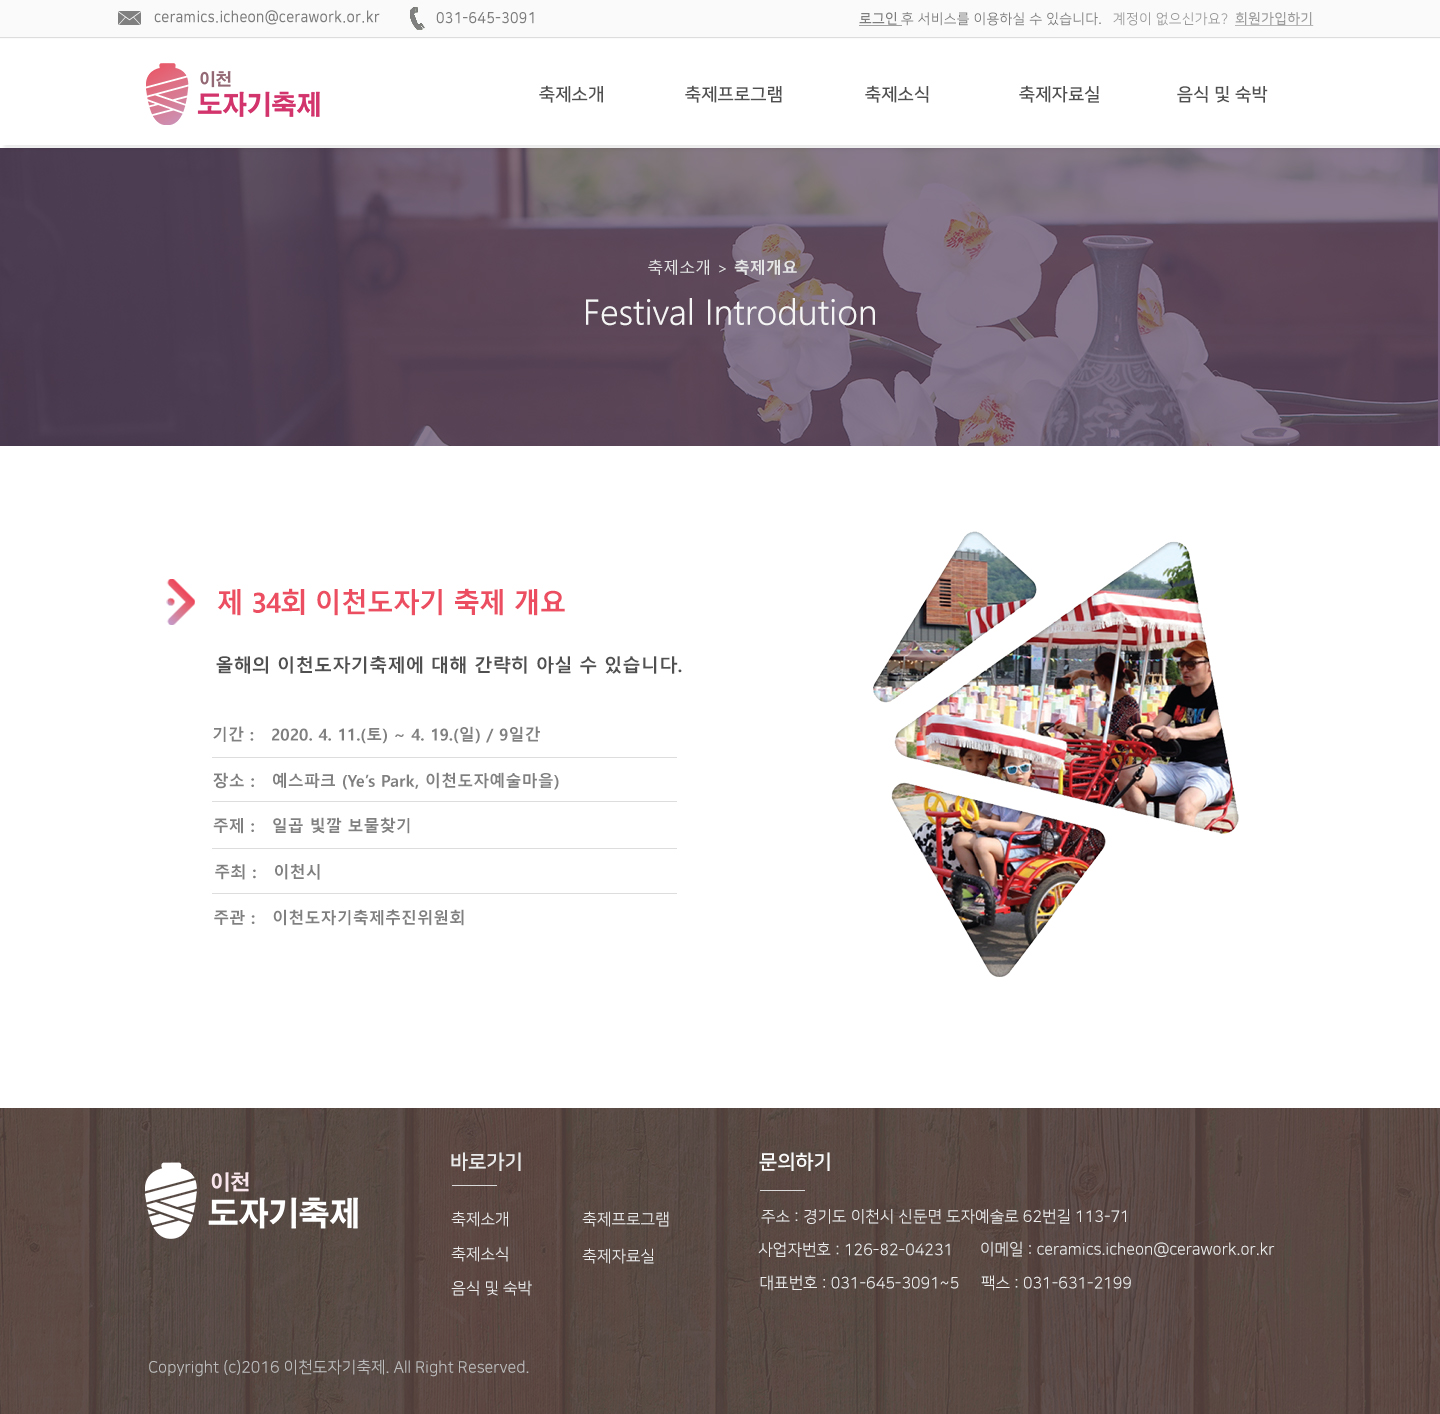 ceramics.icheon@cerawork.or.kr 031-645-3091 로그인 후 서비스를 이용하실 수 있습니다. 계정이 없으신가요? 회원가입하기
이천
도자기축제
축제소개 축제프로그램 축제소식 축제자료실 음식 및 숙박
축제소개 > 축제개요
Festival Introdution
제 34회 이천도자기 축제 개요
올해의 이천도자기축제에 대해 간략히 아실 수 있습니다.
기간 : 2020. 4. 11.(토) ~ 4. 19.(일) / 9일간
장소 : 예스파크 (Ye's Park, 이천도자예술마을)
주제 : 일곱 빛깔 보물찾기
주최 : 이천시
주관 : 이천도자기축제추진위원회
이천
도자기축제
바로가기
축제소개 축제프로그램
축제소식 축제자료실
음식 및 숙박
문의하기
주소 : 경기도 이천시 신둔면 도자예술로 62번길 113-71
사업자번호 : 126-82-04231 이메일 : ceramics.icheon@cerawork.or.kr
대표번호 : 031-645-3091~5 팩스 : 031-631-2199
Copyright (c)2016 이천도자기축제. All Right Reserved.